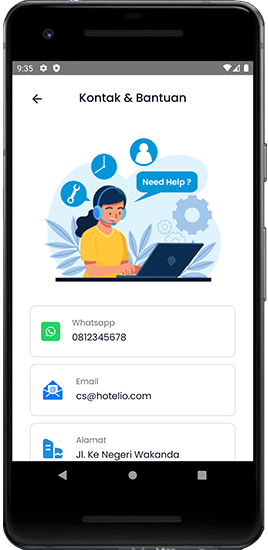 9:35
Kontak & Bantuan
Need Help ?
Whatsapp
0812345678
Email
cs@hotelio.com
Alamat
Jl. Ke Negeri Wakanda